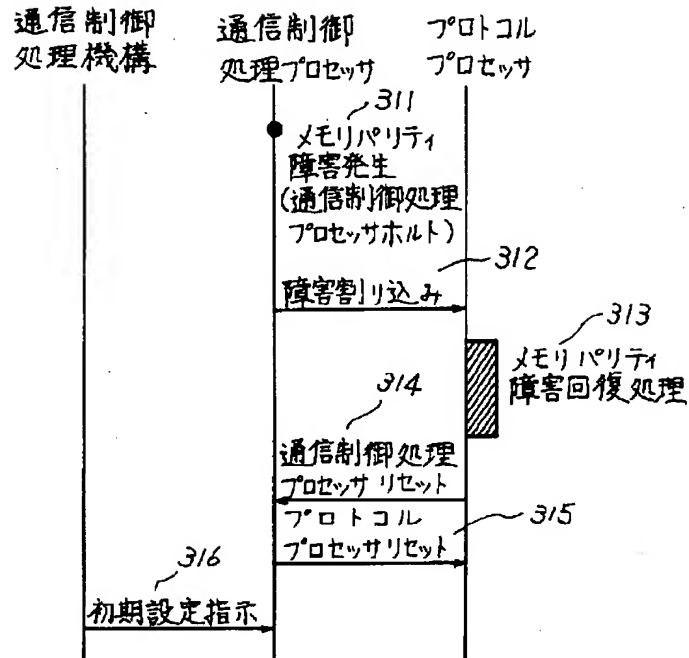 通信制御
処理機構
通信制御
処理プロセッサ
プロトコル
プロセッサ
311
メモリパリティ
障害発生
(通信制御処理
プロセッサホルト)
312
障害割り込み
313
メモリパリティ
障害回復処理
314
通信制御処理
プロセッサリセット
プロトコル
プロセッサリセット
315
316
初期設定指示